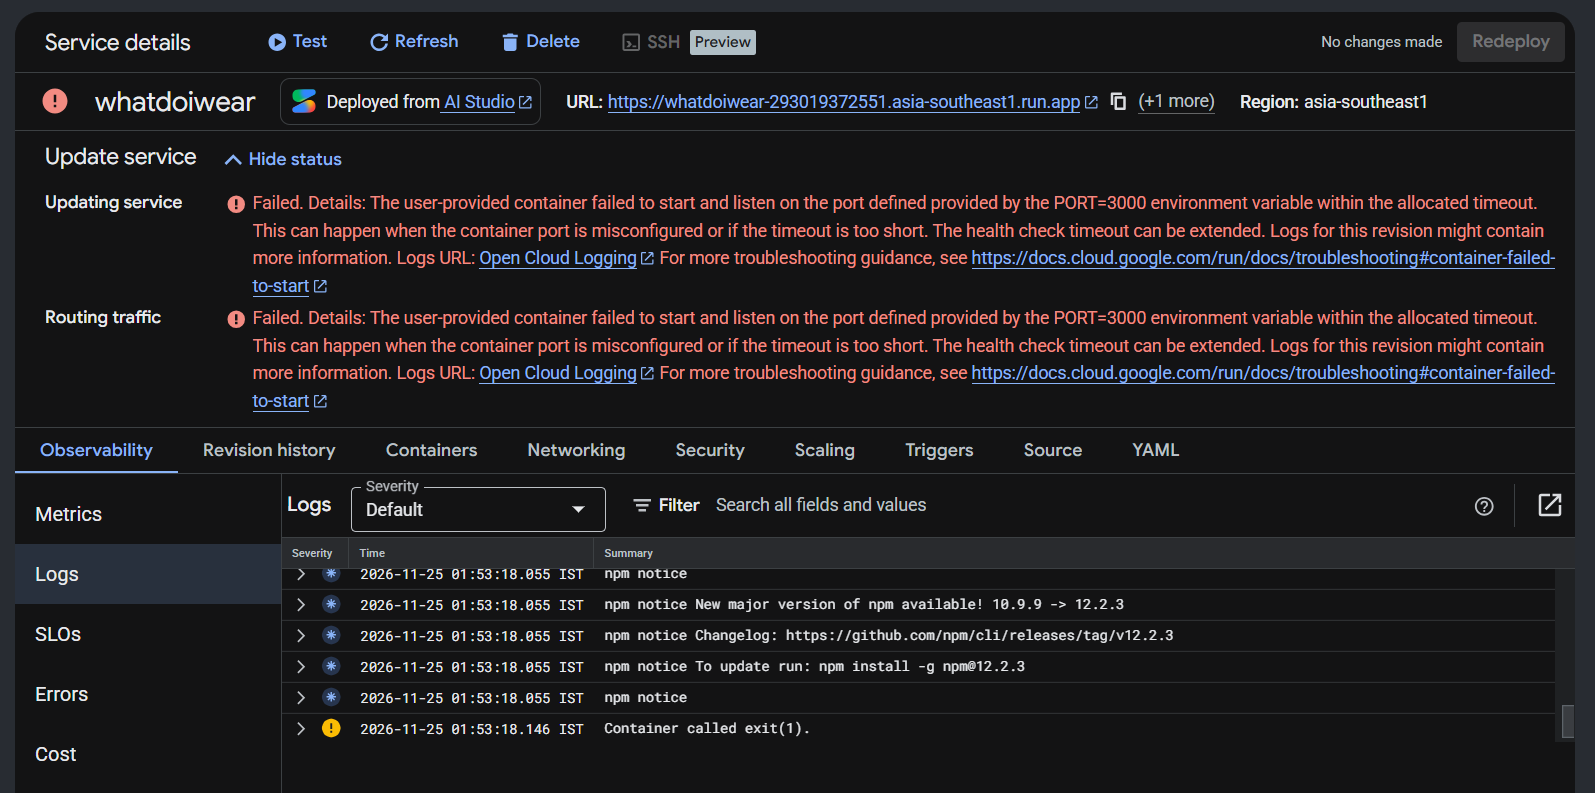 Service details
Test
Refresh
Delete
SSH
Preview
No changes made
Redeploy
whatdoiwear
Deployed from AI Studio
URL: https://whatdoiwear-293019372551.asia-southeast1.run.app
(+1 more)
Region: asia-southeast1
Update service
Hide status
Updating service
Failed. Details: The user-provided container failed to start and listen on the port defined provided by the PORT=3000 environment variable within the allocated timeout.
This can happen when the container port is misconfigured or if the timeout is too short. The health check timeout can be extended. Logs for this revision might contain
more information. Logs URL: Open Cloud Logging For more troubleshooting guidance, see https://docs.cloud.google.com/run/docs/troubleshooting#container-failed-
to-start
Routing traffic
Failed. Details: The user-provided container failed to start and listen on the port defined provided by the PORT=3000 environment variable within the allocated timeout.
This can happen when the container port is misconfigured or if the timeout is too short. The health check timeout can be extended. Logs for this revision might contain
more information. Logs URL: Open Cloud Logging For more troubleshooting guidance, see https://docs.cloud.google.com/run/docs/troubleshooting#container-failed-
to-start
Observability
Revision history
Containers
Networking
Security
Scaling
Triggers
Source
YAML
Metrics
Logs
SLOs
Errors
Cost
Logs
Severity
Default
Filter
Search all fields and values
Severity
Time
Summary
2026-11-25 01:53:18.055 IST npm notice
2026-11-25 01:53:18.055 IST npm notice New major version of npm available! 10.9.9 -> 12.2.3
2026-11-25 01:53:18.055 IST npm notice Changelog: https://github.com/npm/cli/releases/tag/v12.2.3
2026-11-25 01:53:18.055 IST npm notice To update run: npm install -g npm@12.2.3
2026-11-25 01:53:18.055 IST npm notice
2026-11-25 01:53:18.146 IST Container called exit(1).